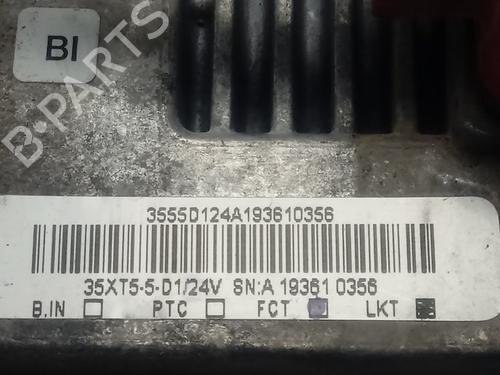 BI
B-PARTS
3555D124A193610356
35XT5-5-D1/24V SN:A 19361 0356
B.IN PTC FCT LKT